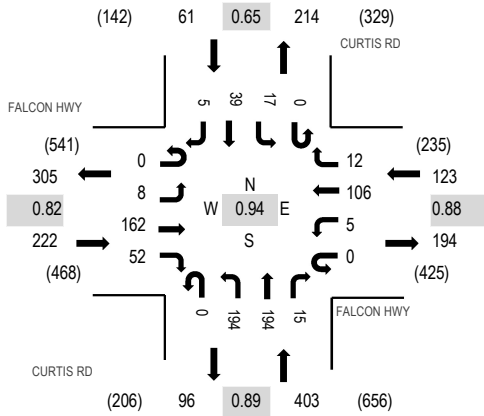 (142) 61 0.65 214 (329)
CURTIS RD
5 39 17 0
FALCON HWY
(541) (235)
0 12
305 123
8 N 106
0.82 W 0.94 E 0.88
162 5
222 S 194
52 0
(468) (425)
0 194 194 15
FALCON HWY
CURTIS RD
(206) 96 0.89 403 (656)